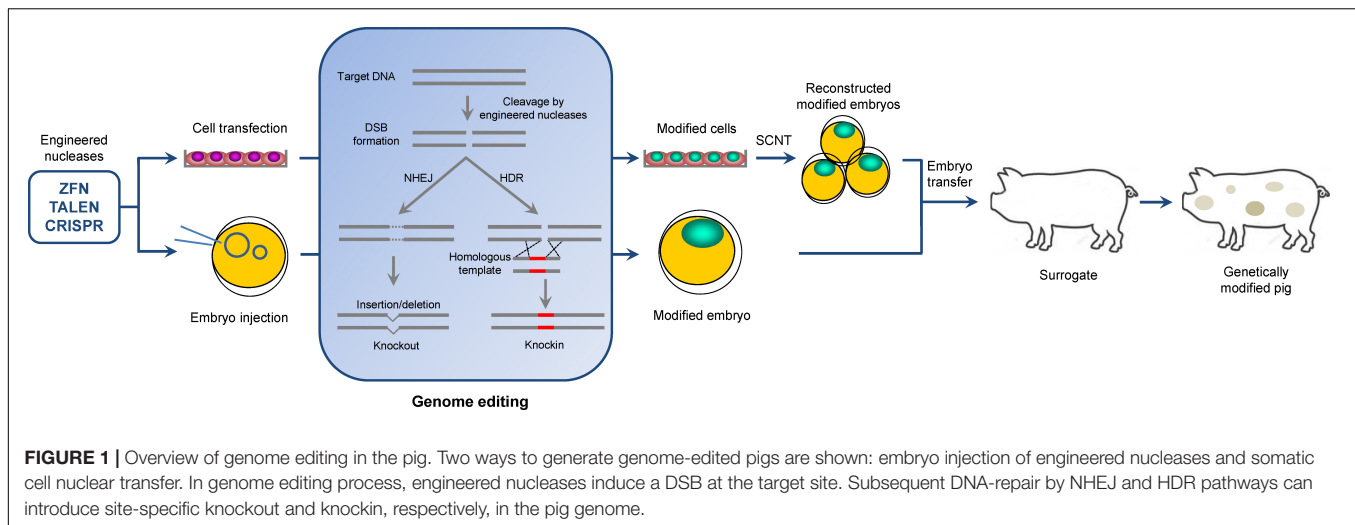 Engineered
nucleases
ZFN
TALEN
CRISPR
Cell transfection
Embryo injection
Target DNA
Cleavage by
engineered nucleases
DSB
formation
NHEJ
HDR
Homologous
template
Insertion/deletion
Knockout
Knockin
Genome editing
Modified cells
SCNT
Reconstructed
modified embryos
Modified embryo
Embryo
transfer
Surrogate
Genetically
modified pig
FIGURE 1 | Overview of genome editing in the pig. Two ways to generate genome-edited pigs are shown: embryo injection of engineered nucleases and somatic
cell nuclear transfer. In genome editing process, engineered nucleases induce a DSB at the target site. Subsequent DNA-repair by NHEJ and HDR pathways can
introduce site-specific knockout and knockin, respectively, in the pig genome.